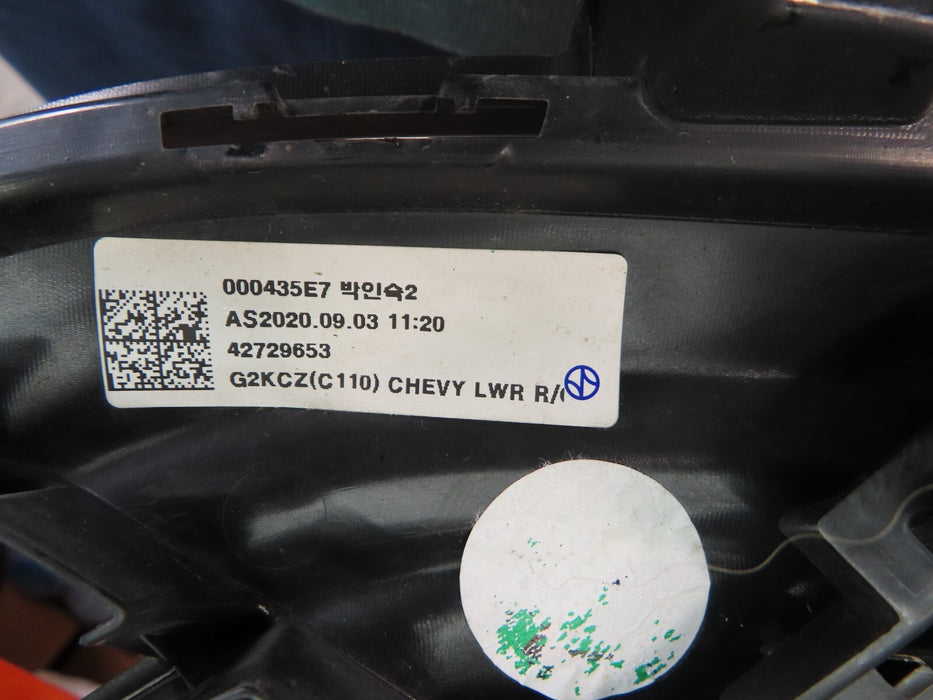 000435E7 박인숙2
AS2020.09.03 11:20
42729653
G2KCZ(C110) CHEVY LWR R/